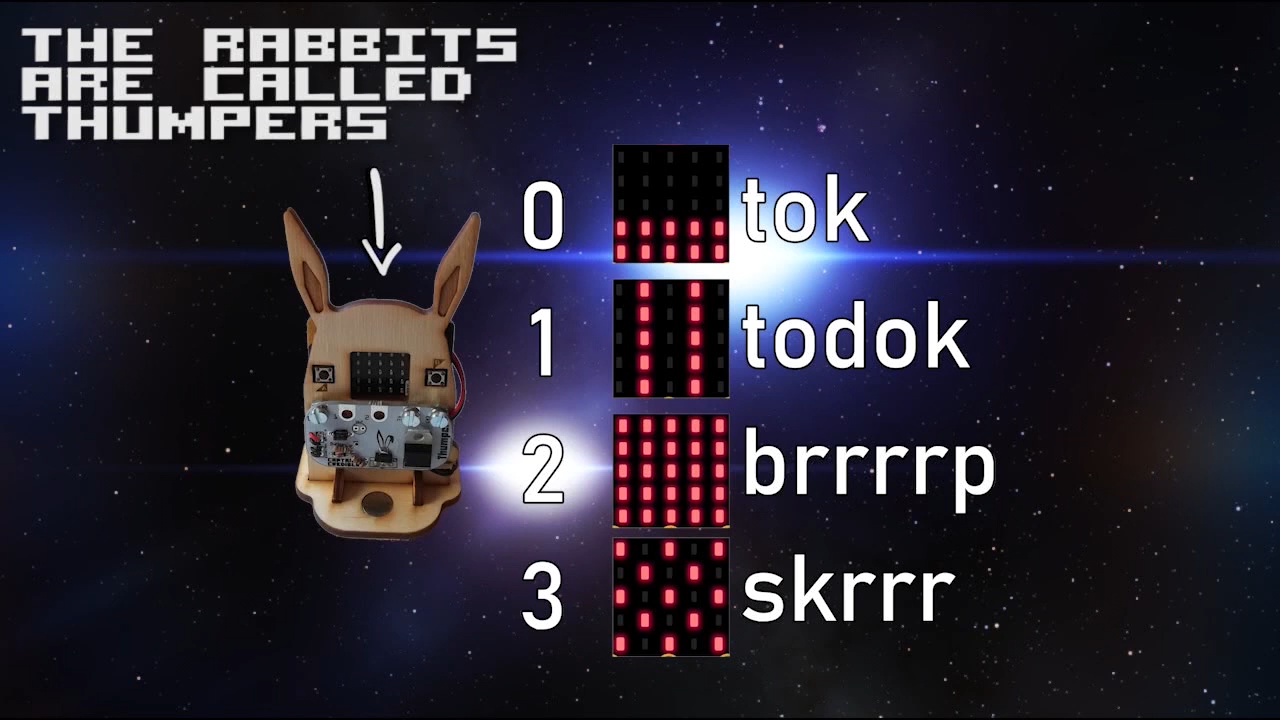 THE RABBITS
ARE CALLED
THUMPERS
0 tok
1 todok
2 brrrrp
3 skrrr